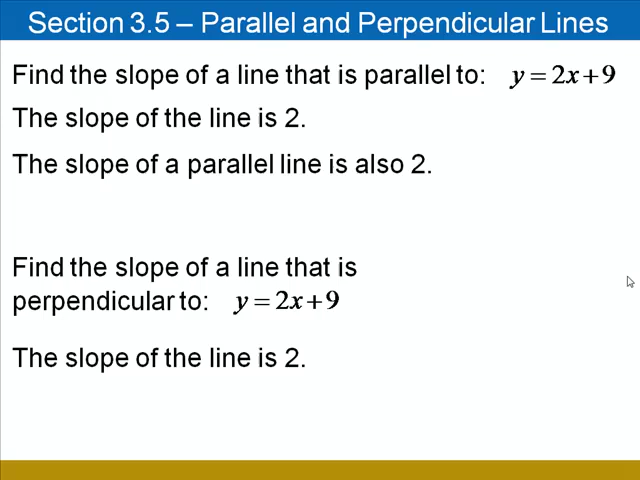 Section 3.5 – Parallel and Perpendicular Lines
Find the slope of a line that is parallel to: y = 2x + 9
The slope of the line is 2.
The slope of a parallel line is also 2.
Find the slope of a line that is
perpendicular to: y = 2x + 9
The slope of the line is 2.